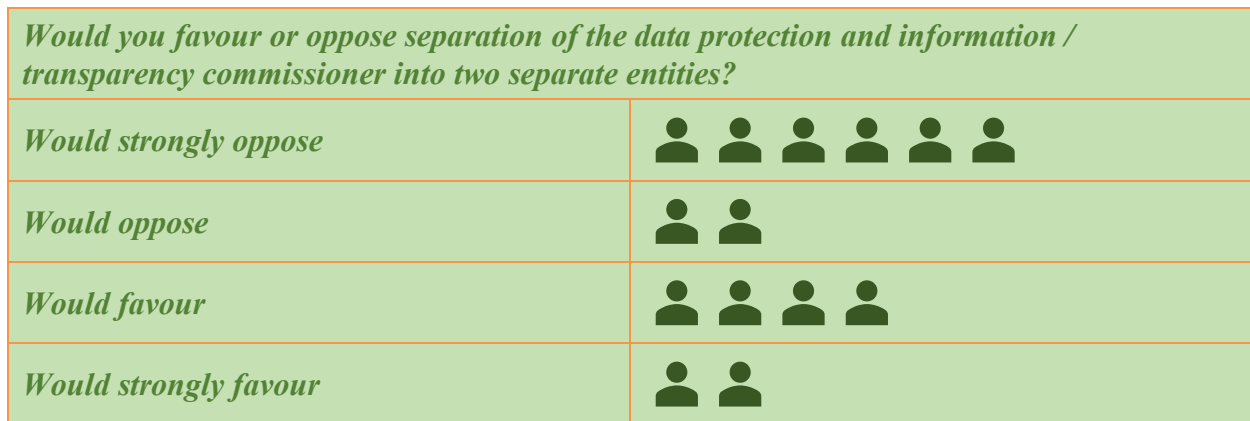 Would you favour or oppose separation of the data protection and information /
transparency commissioner into two separate entities?
Would strongly oppose
Would oppose
Would favour
Would strongly favour